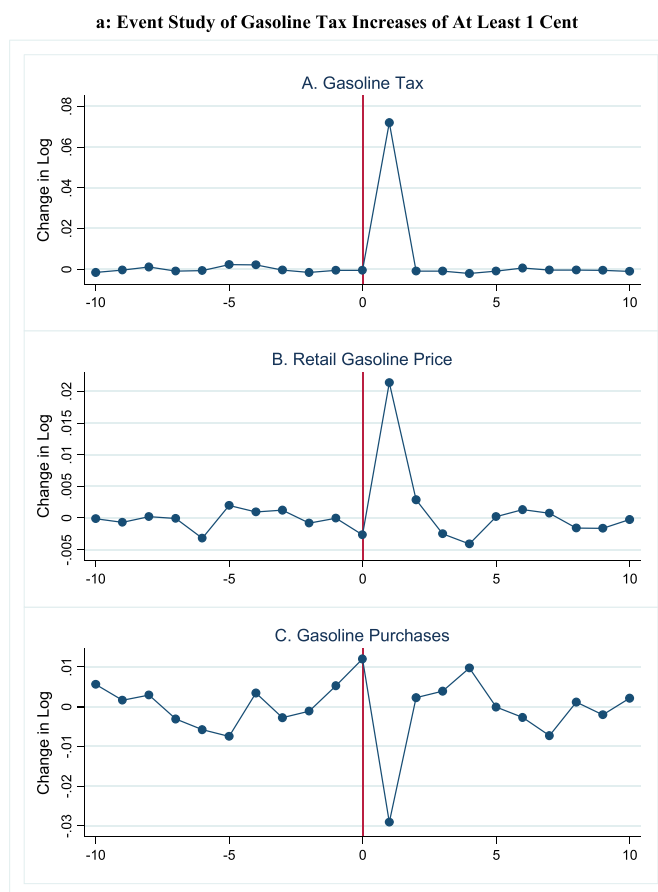 a: Event Study of Gasoline Tax Increases of At Least 1 Cent
A. Gasoline Tax
Change in Log
.08
.06
.04
.02
0
-10 -5 0 5 10
B. Retail Gasoline Price
Change in Log
.02
.015
.01
.005
0
-.005
-10 -5 0 5 10
C. Gasoline Purchases
Change in Log
.01
0
-.01
-.02
-.03
-10 -5 0 5 10